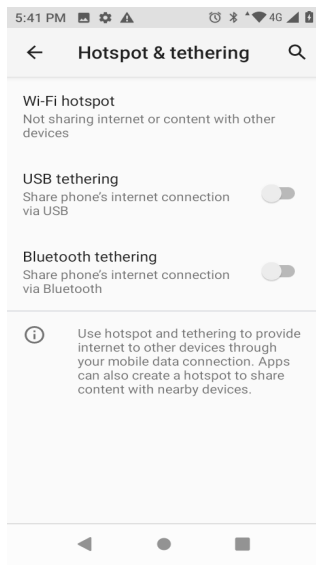 5:41 PM 4G
Hotspot & tethering
Wi-Fi hotspot
Not sharing internet or content with other
devices
USB tethering
Share phone's internet connection
via USB
Bluetooth tethering
Share phone's internet connection
via Bluetooth
Use hotspot and tethering to provide
internet to other devices through
your mobile data connection. Apps
can also create a hotspot to share
content with nearby devices.